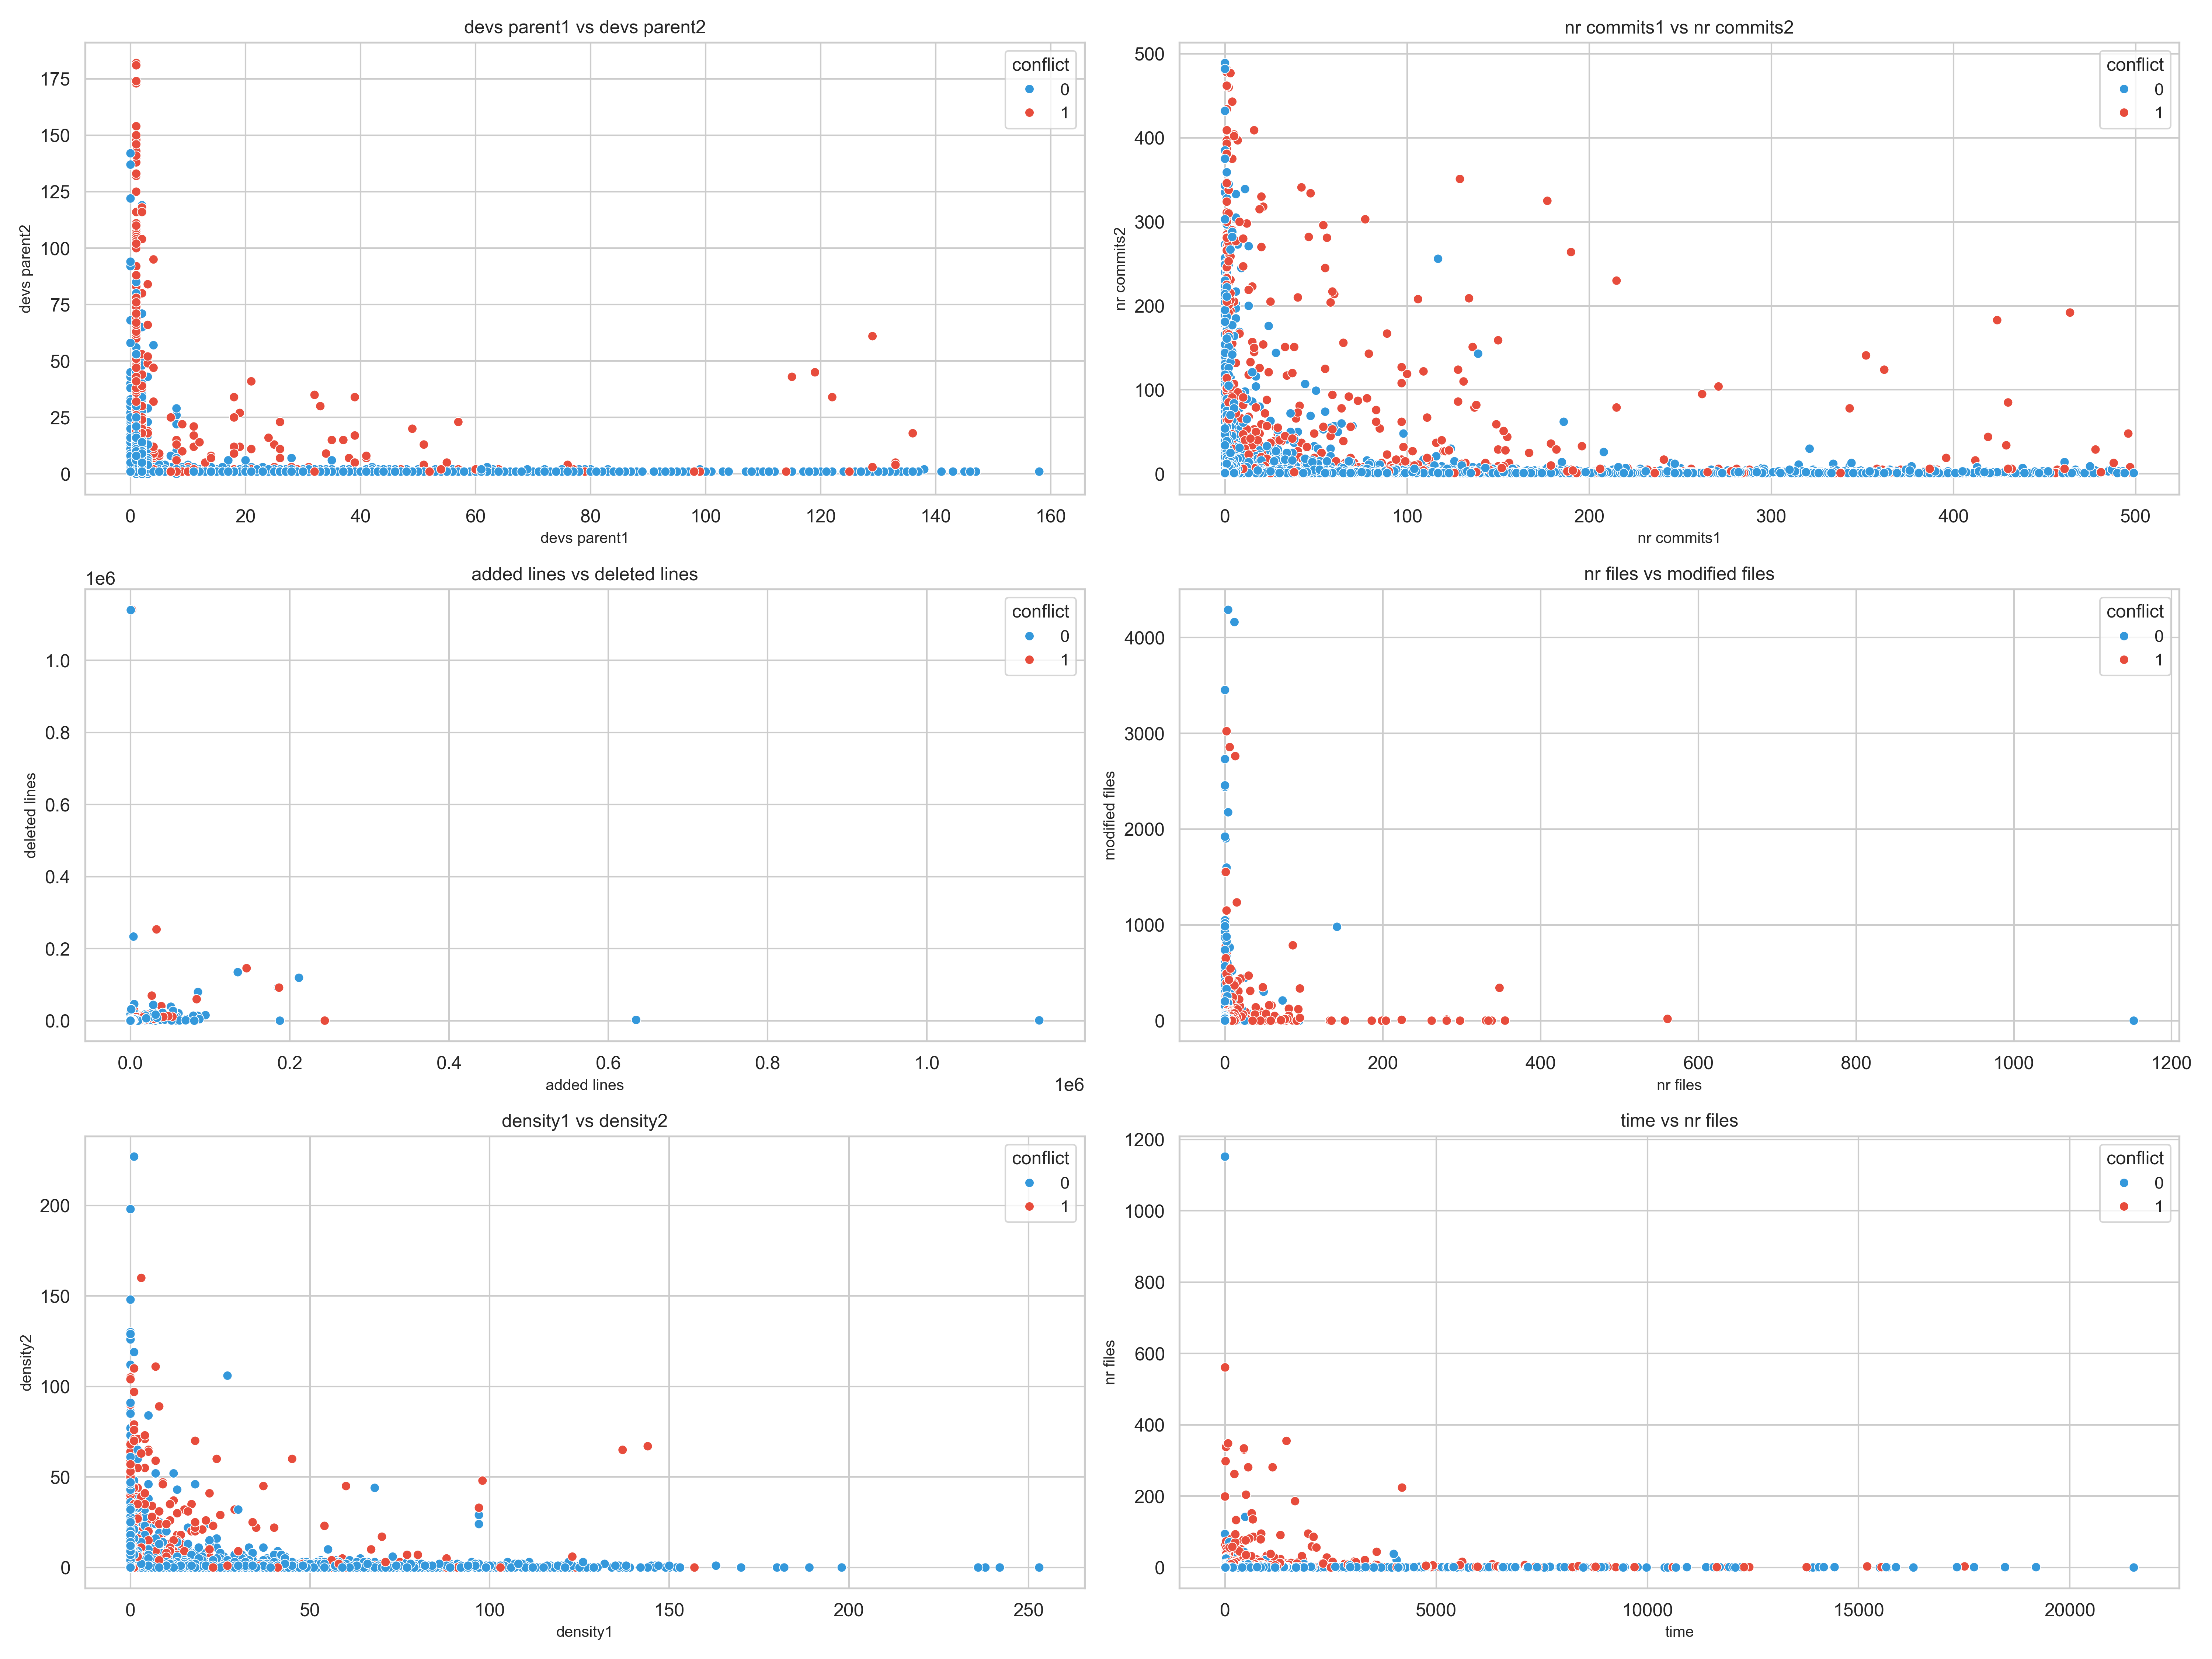 devs parent1 vs devs parent2
conflict
0
1
175
150
125
100
75
50
25
0
devs parent2
0 20 40 60 80 100 120 140 160
devs parent1
nr commits1 vs nr commits2
conflict
0
1
500
400
300
200
100
0
nr commits2
0 100 200 300 400 500
nr commits1
added lines vs deleted lines
1e6
conflict
0
1
1.0
0.8
0.6
0.4
0.2
0.0
deleted lines
0.0 0.2 0.4 0.6 0.8 1.0
added lines
1e6
nr files vs modified files
conflict
0
1
4000
3000
2000
1000
0
modified files
0 200 400 600 800 1000 1200
nr files
density1 vs density2
conflict
0
1
200
150
100
50
0
density2
0 50 100 150 200 250
density1
time vs nr files
conflict
0
1
1200
1000
800
600
400
200
0
nr files
0 5000 10000 15000 20000
time